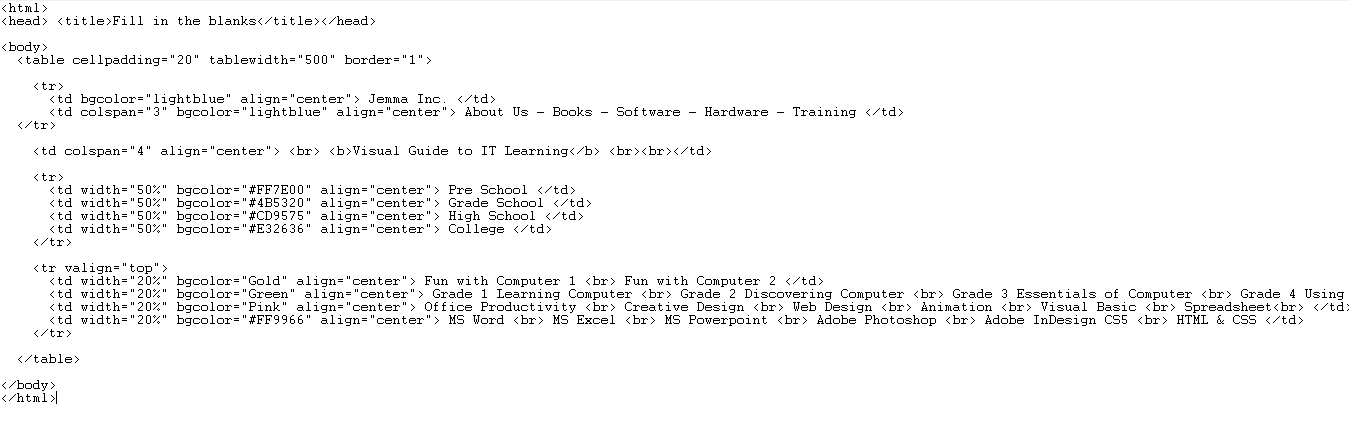 <html>
<head> <title>Fill in the blanks</title></head>
<body>
<table cellpadding="20" tablewidth="500" border="1">
<tr>
<td bgcolor="lightblue" align="center"> Jemma Inc. </td>
<td colspan="3" bgcolor="lightblue" align="center"> About Us - Books - Software - Hardware - Training </td>
</tr>
<td colspan="4" align="center"> <br> <b>Visual Guide to IT Learning</b> <br><br></td>
<tr>
<td width="50%" bgcolor="#FF7E00" align="center"> Pre School </td>
<td width="50%" bgcolor="#4B5320" align="center"> Grade School </td>
<td width="50%" bgcolor="#CD9575" align="center"> High School </td>
<td width="50%" bgcolor="#E32636" align="center"> College </td>
</tr>
<tr valign="top">
<td width="20%" bgcolor="Gold" align="center"> Fun with Computer 1 <br> Fun with Computer 2 </td>
<td width="20%" bgcolor="Green" align="center"> Grade 1 Learning Computer <br> Grade 2 Discovering Computer <br> Grade 3 Essentials of Computer <br> Grade 4 Using
<td width="20%" bgcolor="Pink" align="center"> Office Productivity <br> Creative Design <br> Web Design <br> Animation <br> Visual Basic <br> Spreadsheet<br> </td>
<td width="20%" bgcolor="#FF9966" align="center"> MS Word <br> MS Excel <br> MS Powerpoint <br> Adobe Photoshop <br> Adobe InDesign CS5 <br> HTML & CSS </td>
</tr>
</table>
</body>
</html>